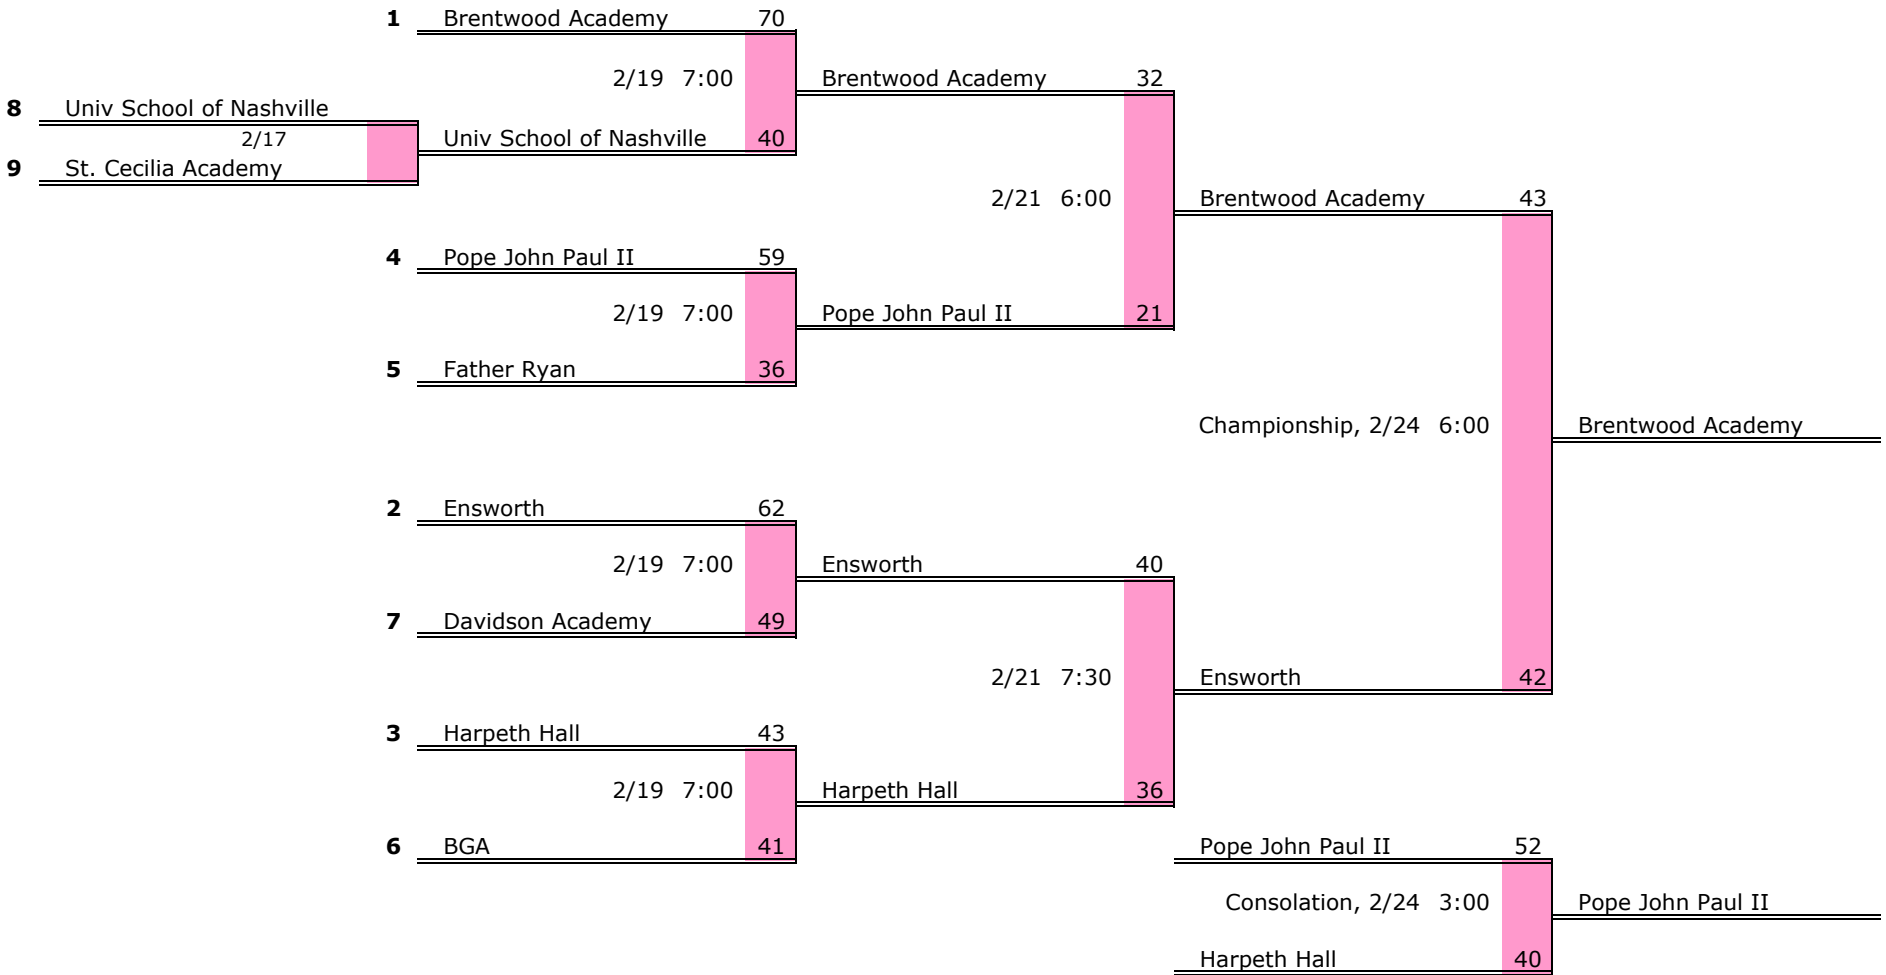 1 Brentwood Academy 70
2/19 7:00 Brentwood Academy 32
8 Univ School of Nashville
2/17 Univ School of Nashville 40
9 St. Cecilia Academy
2/21 6:00 Brentwood Academy 43
4 Pope John Paul II 59
2/19 7:00 Pope John Paul II 21
5 Father Ryan 36
Championship, 2/24 6:00 Brentwood Academy
2 Ensworth 62
2/19 7:00 Ensworth 40
7 Davidson Academy 49
2/21 7:30 Ensworth 42
3 Harpeth Hall 43
2/19 7:00 Harpeth Hall 36
6 BGA 41 Pope John Paul II 52
Consolation, 2/24 3:00 Pope John Paul II
Harpeth Hall 40